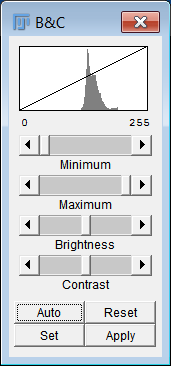 B&C
0 255
Minimum
Maximum
Brightness
Contrast
Auto Reset
Set Apply